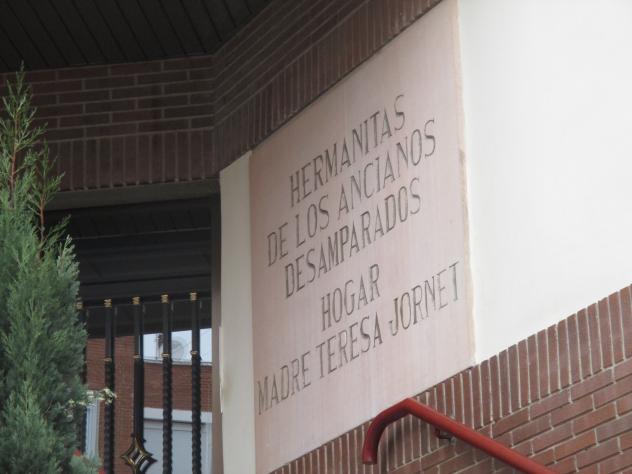 HERMANITAS
DE LOS ANCIANOS
DESAMPARADOS
HOGAR
MADRE TERESA JORNET